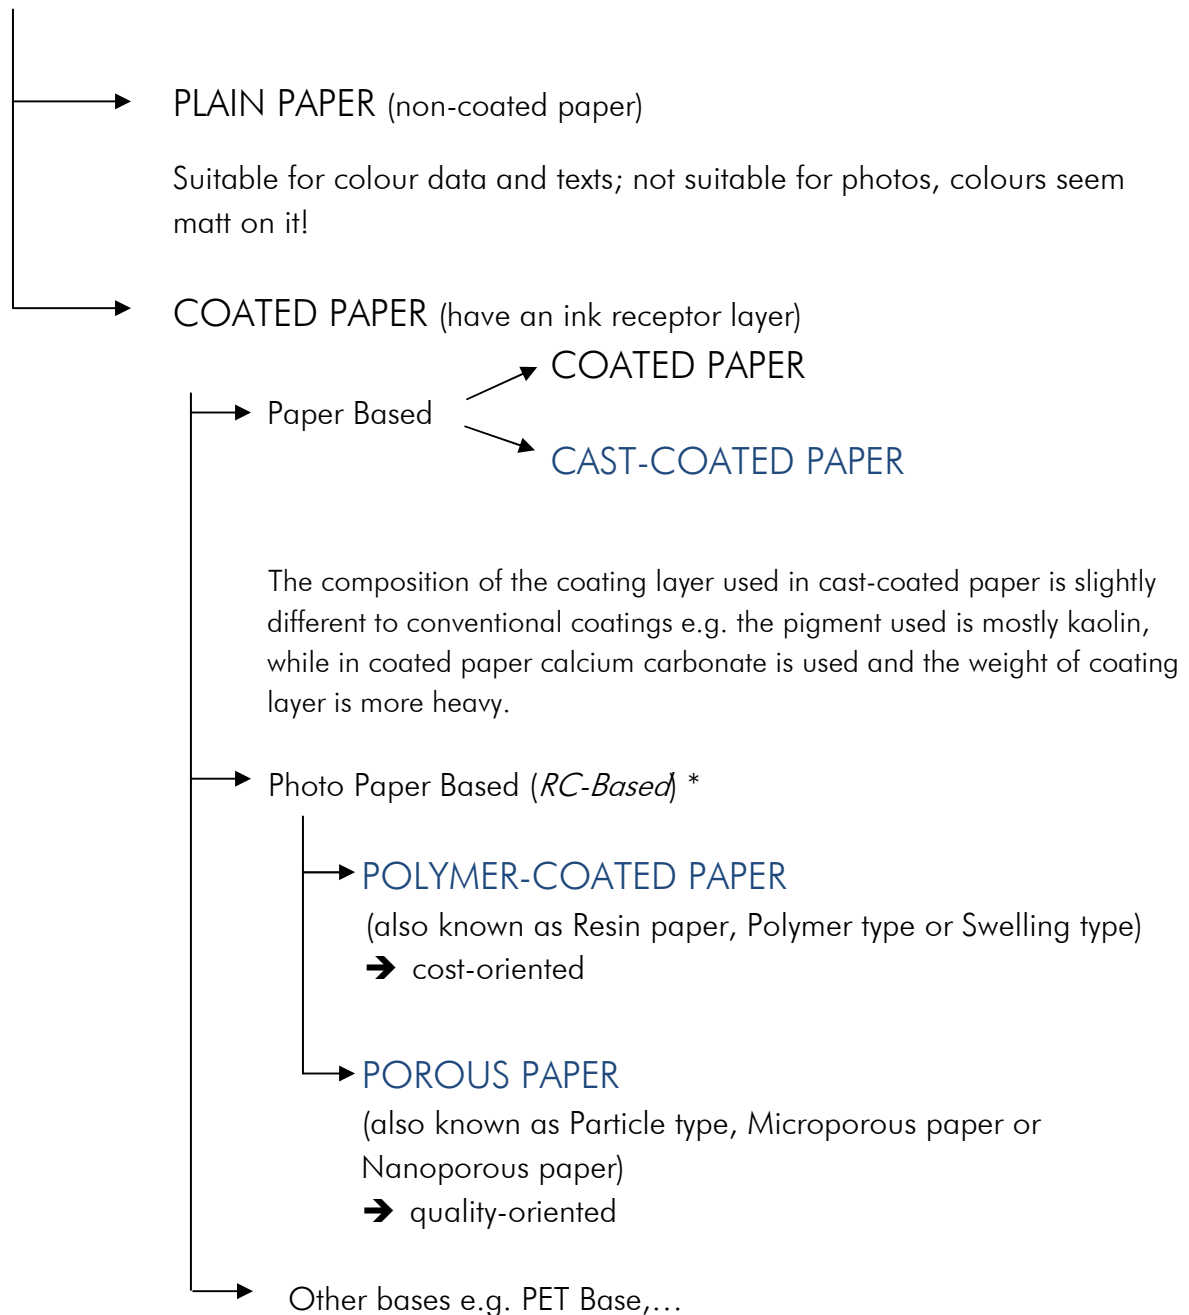 PLAIN PAPER (non-coated paper)
Suitable for colour data and texts; not suitable for photos, colours seem
matt on it!
COATED PAPER (have an ink receptor layer)
COATED PAPER
Paper Based
CAST-COATED PAPER
The composition of the coating layer used in cast-coated paper is slightly
different to conventional coatings e.g. the pigment used is mostly kaolin,
while in coated paper calcium carbonate is used and the weight of coating
layer is more heavy.
Photo Paper Based (RC-Based) *
POLYMER-COATED PAPER
(also known as Resin paper, Polymer type or Swelling type)
➔ cost-oriented
POROUS PAPER
(also known as Particle type, Microporous paper or
Nanoporous paper)
➔ quality-oriented
Other bases e.g. PET Base,…